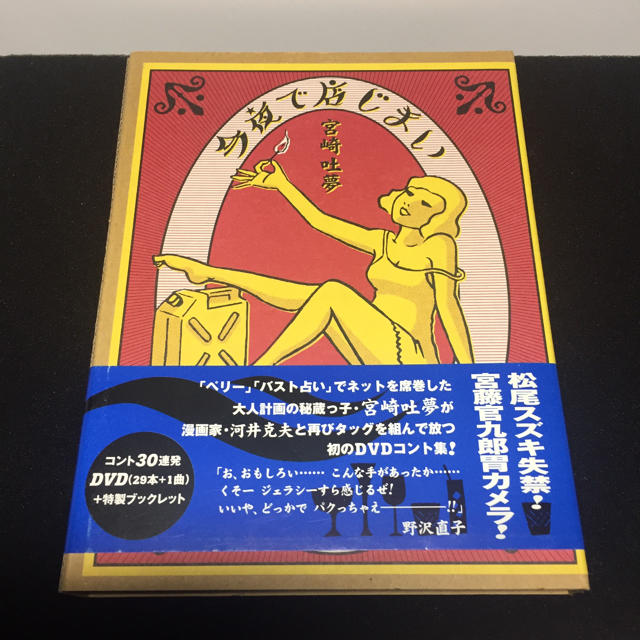 今夜で店じまい
宮崎吐夢
松尾スズキ失禁！
宮藤官九郎胃カメラ！
「ペリー」「バスト占い」でネットを席巻した
大人計画の秘蔵っ子・宮崎吐夢が
漫画家・河井克夫と再びタッグを組んで放つ
初のDVDコント集！
「お、おもしろい…… こんな手があったか……
くそー ジェラシーすら感じるぜ！
いいや、どっかで パクっちゃえ———!!」
野沢直子
コント30連発
DVD（29本+1曲）
+特製ブックレット